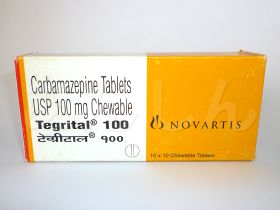 Carbamazepine Tablets
USP 100 mg Chewable
Tegrital® 100
टेग्रीटाल® १००
NOVARTIS
10 x 10 Chewable Tablets